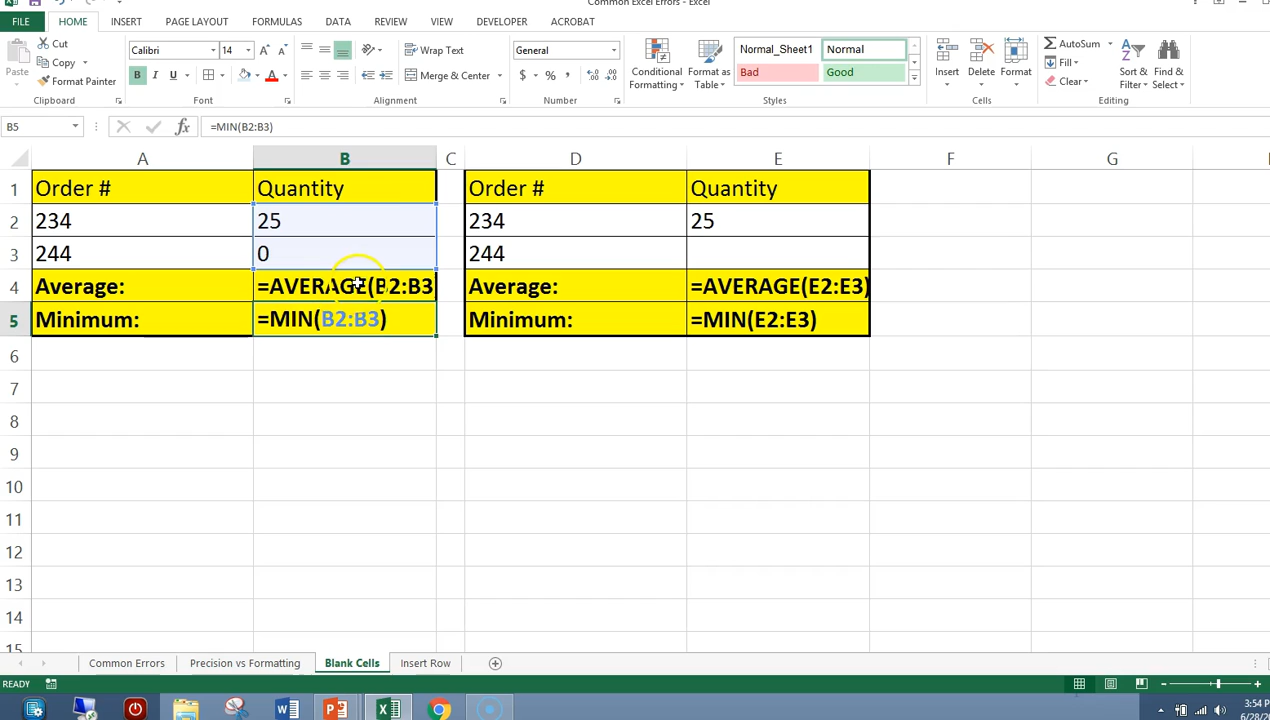 Common Excel Errors - Excel
FILE HOME INSERT PAGE LAYOUT FORMULAS DATA REVIEW VIEW DEVELOPER ACROBAT
Paste
Cut
Copy
Format Painter
Clipboard
Calibri 14
B I U
Font
Wrap Text
Merge & Center
Alignment
General
$ % ,
Number
Conditional Formatting
Format as Table
Normal_Sheet1 Normal
Bad Good
Styles
Insert Delete Format
Cells
AutoSum
Fill
Clear
Sort & Filter
Find & Select
Editing
B5 fx =MIN(B2:B3)
A B C D E F G
1 Order # Quantity Order # Quantity
2 234 25 234 25
3 244 0 244
4 Average: =AVERAGE(B2:B3 Average: =AVERAGE(E2:E3)
5 Minimum: =MIN(B2:B3) Minimum: =MIN(E2:E3)
6
7
8
9
10
11
12
13
14
15
Common Errors Precision vs Formatting Blank Cells Insert Row
READY
3:54 PM
6/28/20